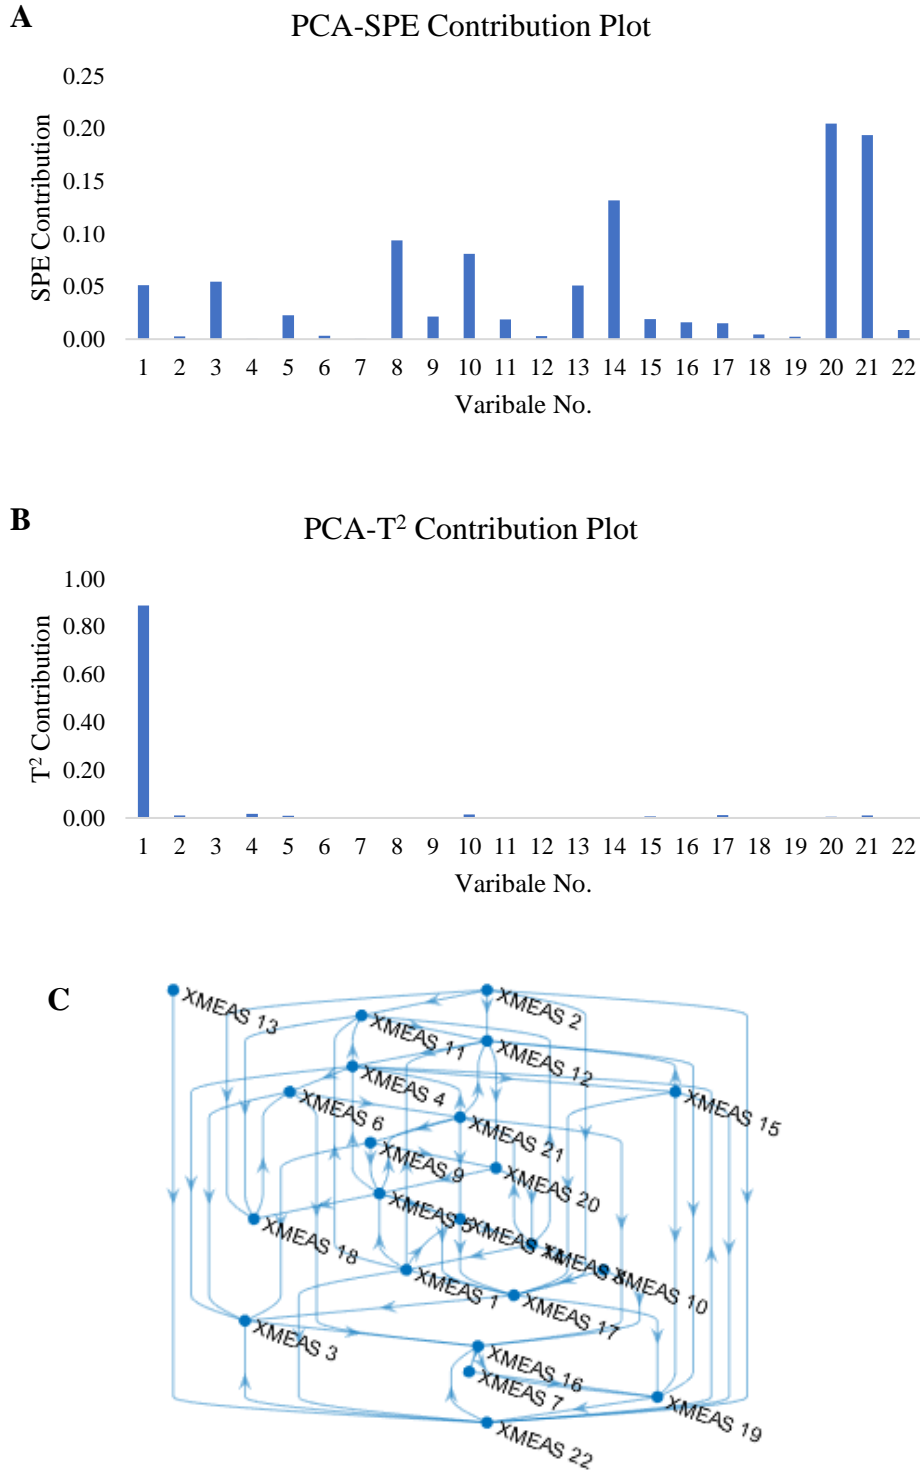 A
PCA-SPE Contribution Plot
0.25
0.20
0.15
0.10
0.05
0.00
SPE Contribution
1 2 3 4 5 6 7 8 9 10 11 12 13 14 15 16 17 18 19 20 21 22
Varibale No.
B
PCA-T² Contribution Plot
1.00
0.80
0.60
0.40
0.20
0.00
T² Contribution
1 2 3 4 5 6 7 8 9 10 11 12 13 14 15 16 17 18 19 20 21 22
Varibale No.
C
XMEAS 13
XMEAS 2
XMEAS 11
XMEAS 12
XMEAS 4
XMEAS 15
XMEAS 6
XMEAS 21
XMEAS 9
XMEAS 20
XMEAS 5
XMEAS 14
XMEAS 18
XMEAS 8
XMEAS 10
XMEAS 1
XMEAS 17
XMEAS 3
XMEAS 16
XMEAS 7
XMEAS 19
XMEAS 22